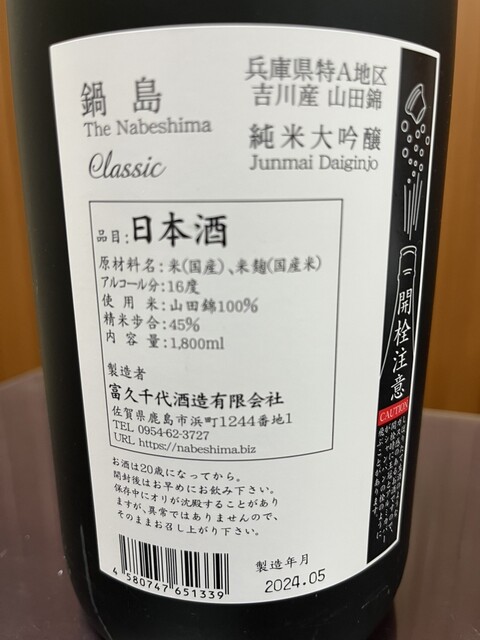 鍋島
The Nabeshima
Classic
兵庫県特A地区
吉川産 山田錦
純米大吟醸
Junmai Daiginjo
品目:日本酒
原材料名:米(国産)、米麹(国産米)
アルコール分:16度
使用米:山田錦100%
精米歩合:45%
内容量:1,800ml
製造者
富久千代酒造有限会社
佐賀県鹿島市浜町1244番地1
TEL 0954-62-3727
URL https://nabeshima.biz
お酒は20歳になってから。
開封後はお早めにお飲み下さい。
保存中にオリが沈殿することがあり
ますが、異常ではありませんので、
そのままお召し上がり下さい。
4 580747 651339
製造年月
2024.05
開栓注意
CAUTION
飛ぶことがあります。